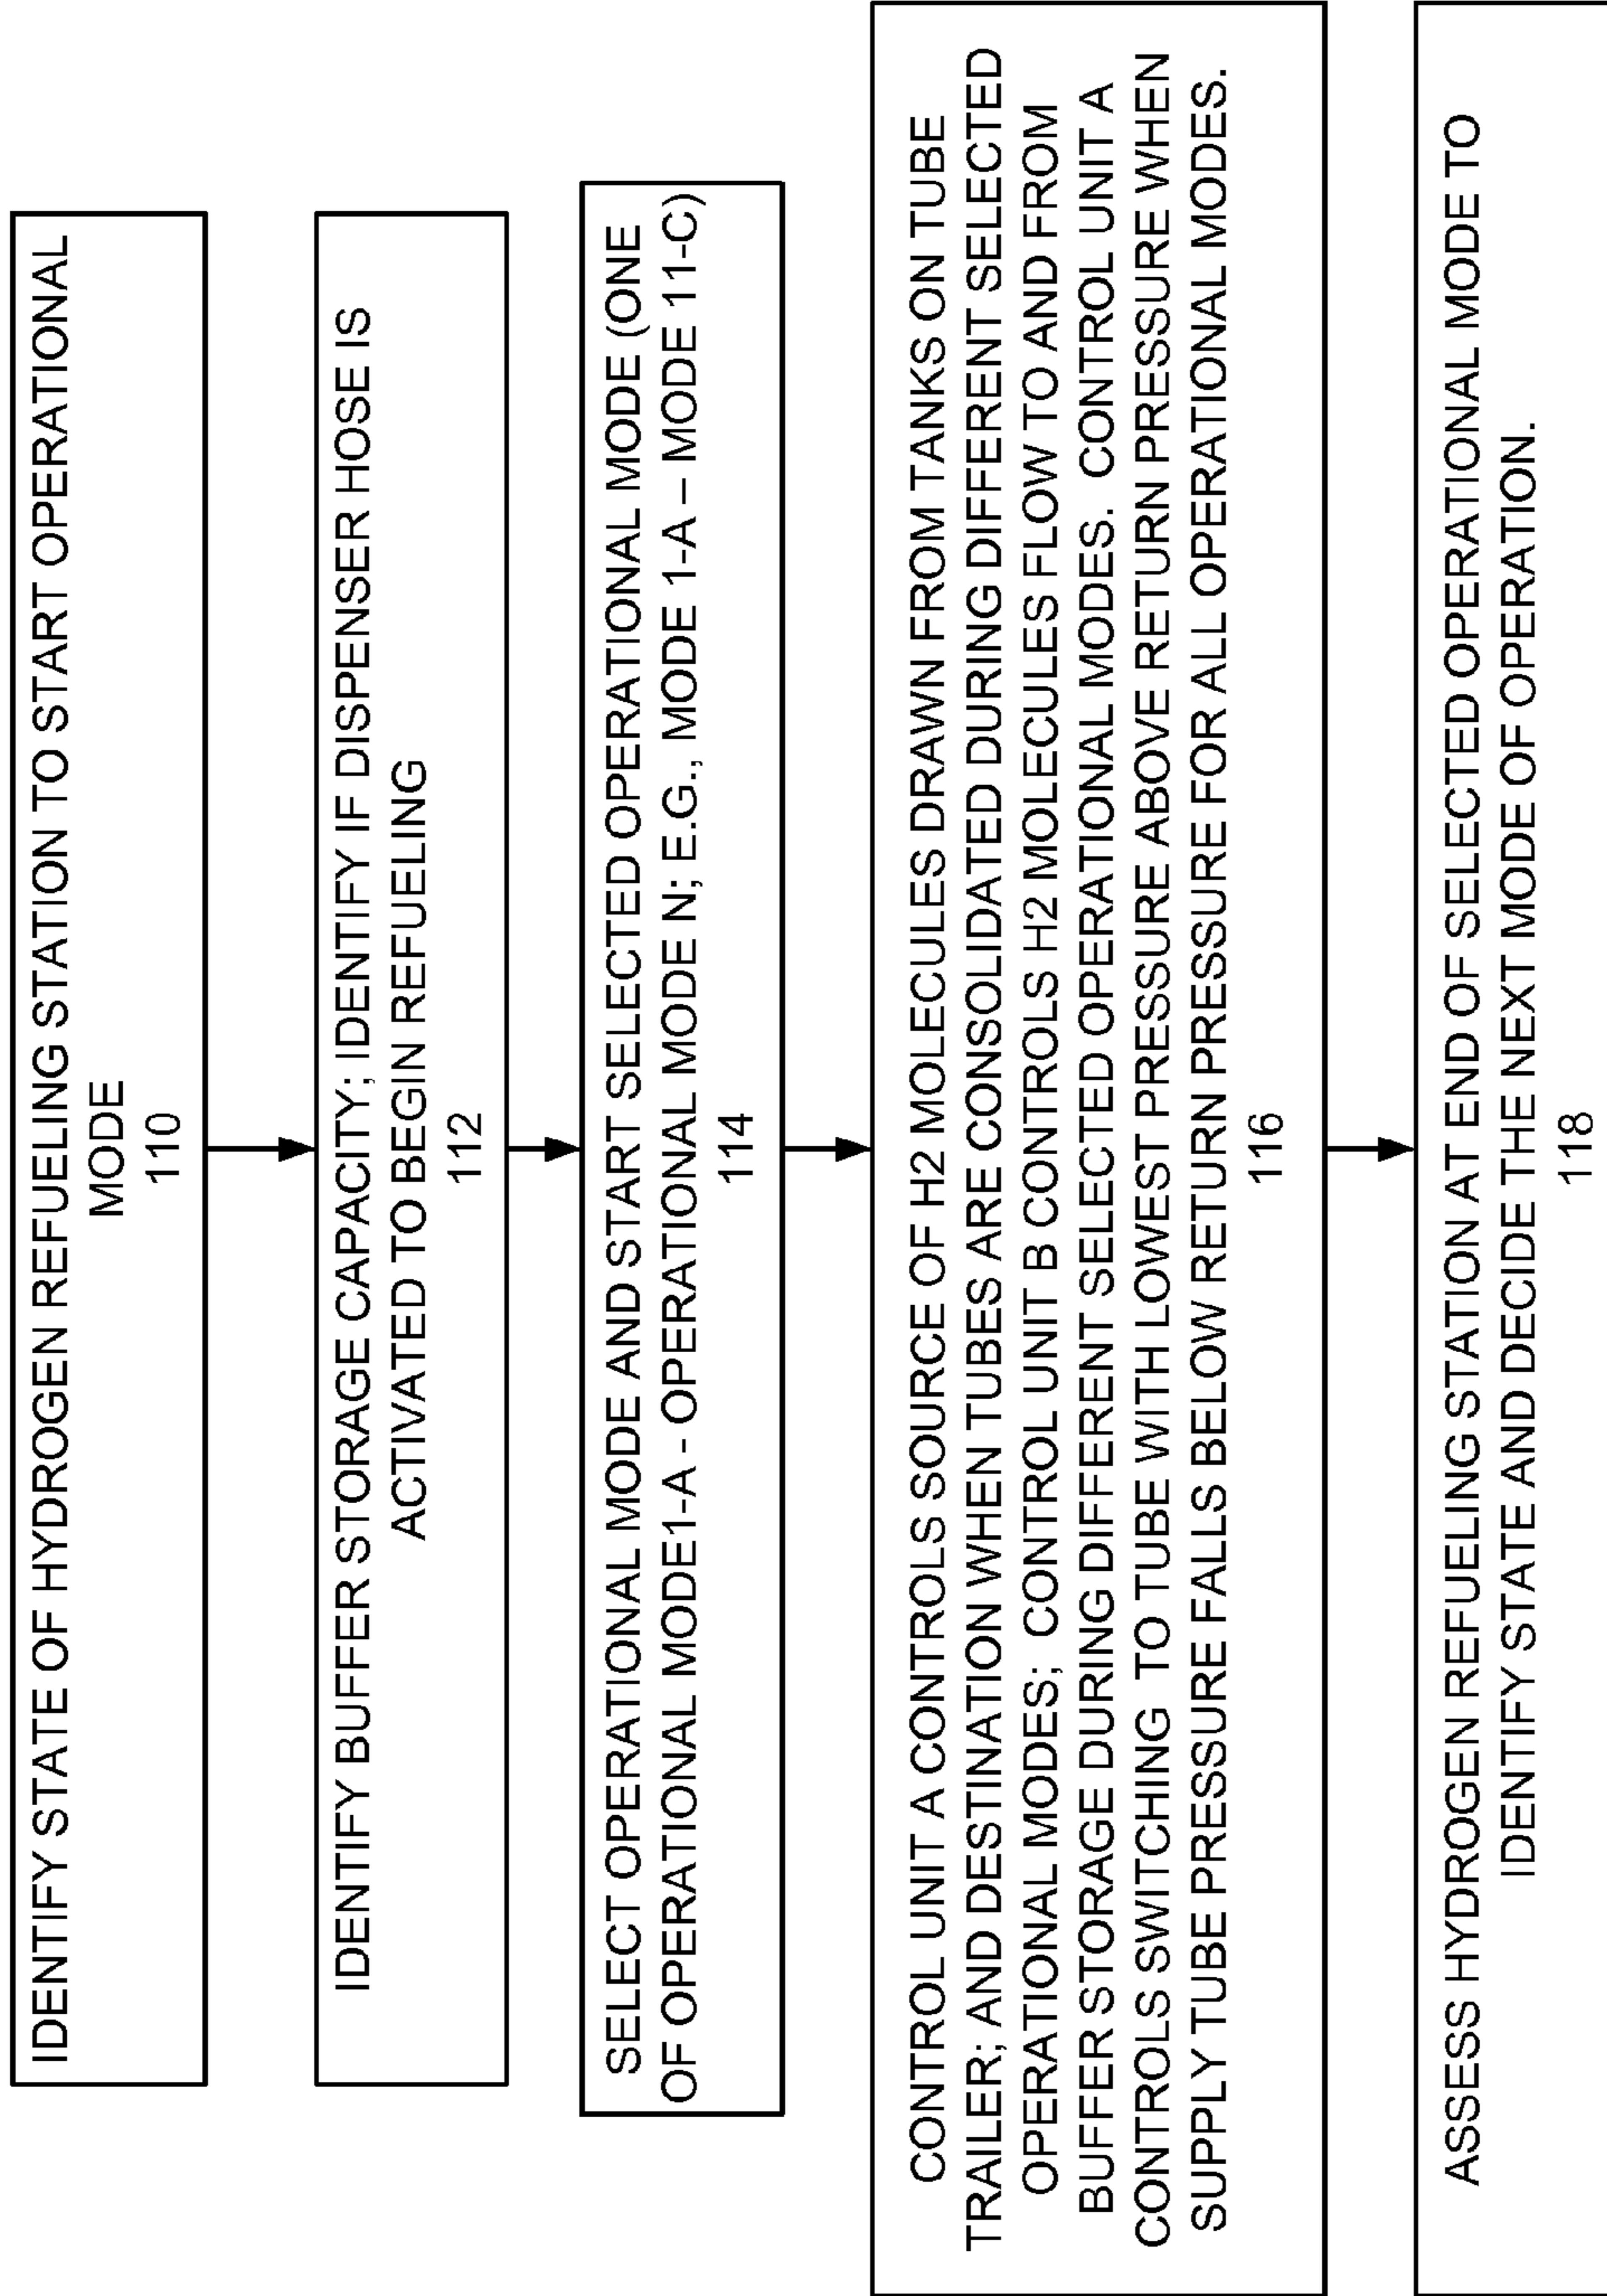 IDENTIFY STATE OF HYDROGEN REFUELING STATION TO START OPERATIONAL
MODE
110
IDENTIFY BUFFER STORAGE CAPACITY; IDENTIFY IF DISPENSER HOSE IS
ACTIVATED TO BEGIN REFUELING
112
SELECT OPERATIONAL MODE AND START SELECTED OPERATIONAL MODE (ONE
OF OPERATIONAL MODE1-A - OPERATIONAL MODE N; E.G., MODE 1-A – MODE 11-C)
114
CONTROL UNIT A CONTROLS SOURCE OF H2 MOLECULES DRAWN FROM TANKS ON TUBE
TRAILER; AND DESTINATION WHEN TUBES ARE CONSOLIDATED DURING DIFFERENT SELECTED
OPERATIONAL MODES; CONTROL UNIT B CONTROLS H2 MOLECULES FLOW TO AND FROM
BUFFER STORAGE DURING DIFFERENT SELECTED OPERATIONAL MODES. CONTROL UNIT A
CONTROLS SWITCHING TO TUBE WITH LOWEST PRESSURE ABOVE RETURN PRESSURE WHEN
SUPPLY TUBE PRESSURE FALLS BELOW RETURN PRESSURE FOR ALL OPERATIONAL MODES.
116
ASSESS HYDROGEN REFUELING STATION AT END OF SELECTED OPERATIONAL MODE TO
IDENTIFY STATE AND DECIDE THE NEXT MODE OF OPERATION.
118